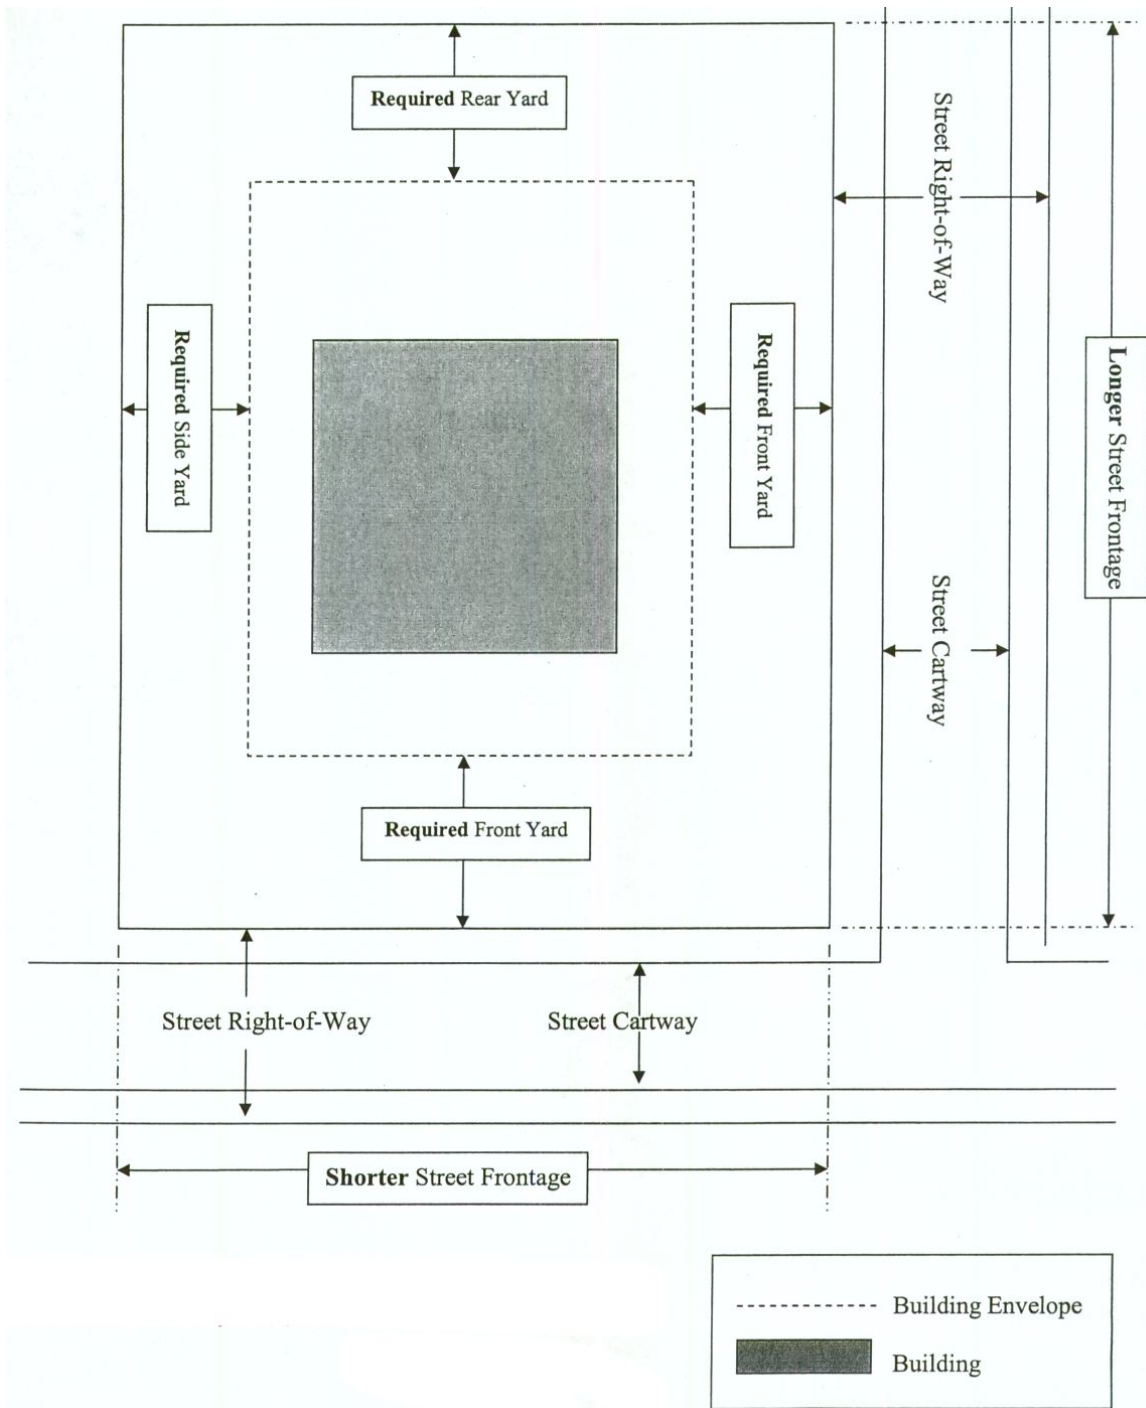 Required Rear Yard
Street Right-of-Way
Required Side Yard
Required Front Yard
Longer Street Frontage
Street Cartway
Required Front Yard
Street Right-of-Way
Street Cartway
Shorter Street Frontage
Building Envelope
Building